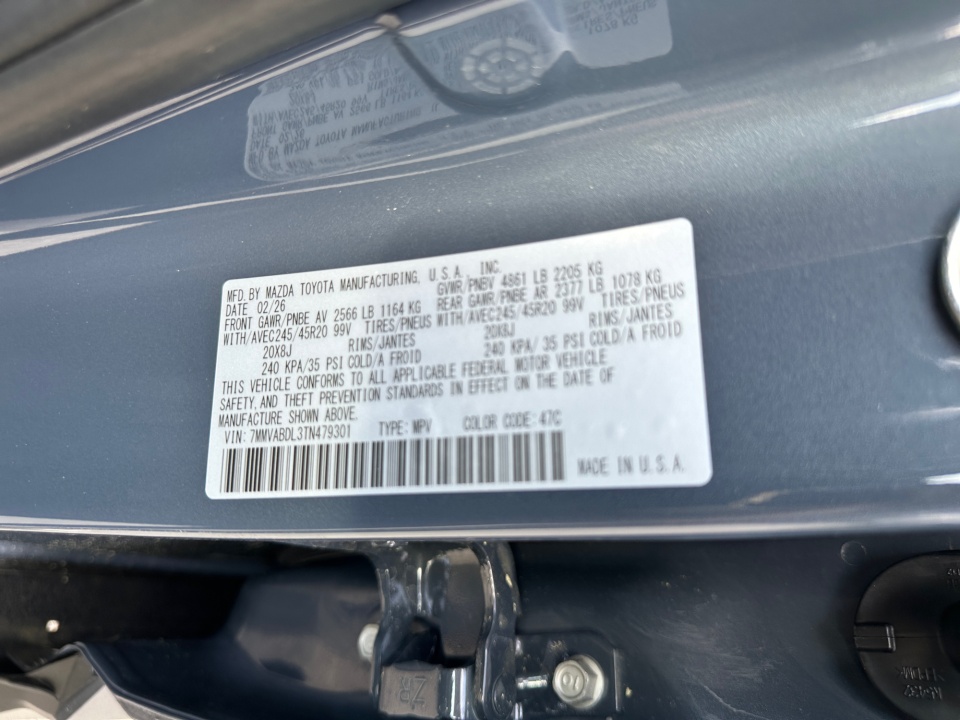 MFD. BY MAZDA TOYOTA MANUFACTURING, U.S.A., INC.
DATE 02/26 GVWR/PNBV 4861 LB 2205 KG
FRONT GAWR/PNBE AV 2566 LB 1164 KG REAR GAWR/PNBE AR 2377 LB 1078 KG
WITH/AVEC245/45R20 99V TIRES/PNEUS WITH/AVEC245/45R20 99V TIRES/PNEUS
20X8J RIMS/JANTES 20X8J RIMS/JANTES
240 KPA/35 PSI COLD/A FROID 240 KPA/ 35 PSI COLD/A FROID
THIS VEHICLE CONFORMS TO ALL APPLICABLE FEDERAL MOTOR VEHICLE
SAFETY, AND THEFT PREVENTION STANDARDS IN EFFECT ON THE DATE OF
MANUFACTURE SHOWN ABOVE.
VIN: 7MMVABDL3TN479301 TYPE: MPV COLOR CODE: 47C
MADE IN U.S.A.